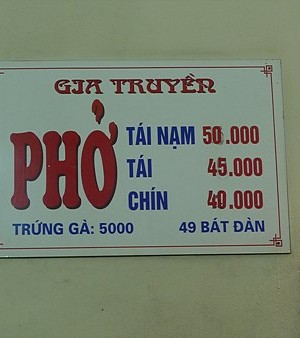 GIA TRUYỀN
PHỞ
TÁI NẠM 50.000
TÁI 45.000
CHÍN 40.000
TRỨNG GÀ: 5000 49 BÁT ĐÀN